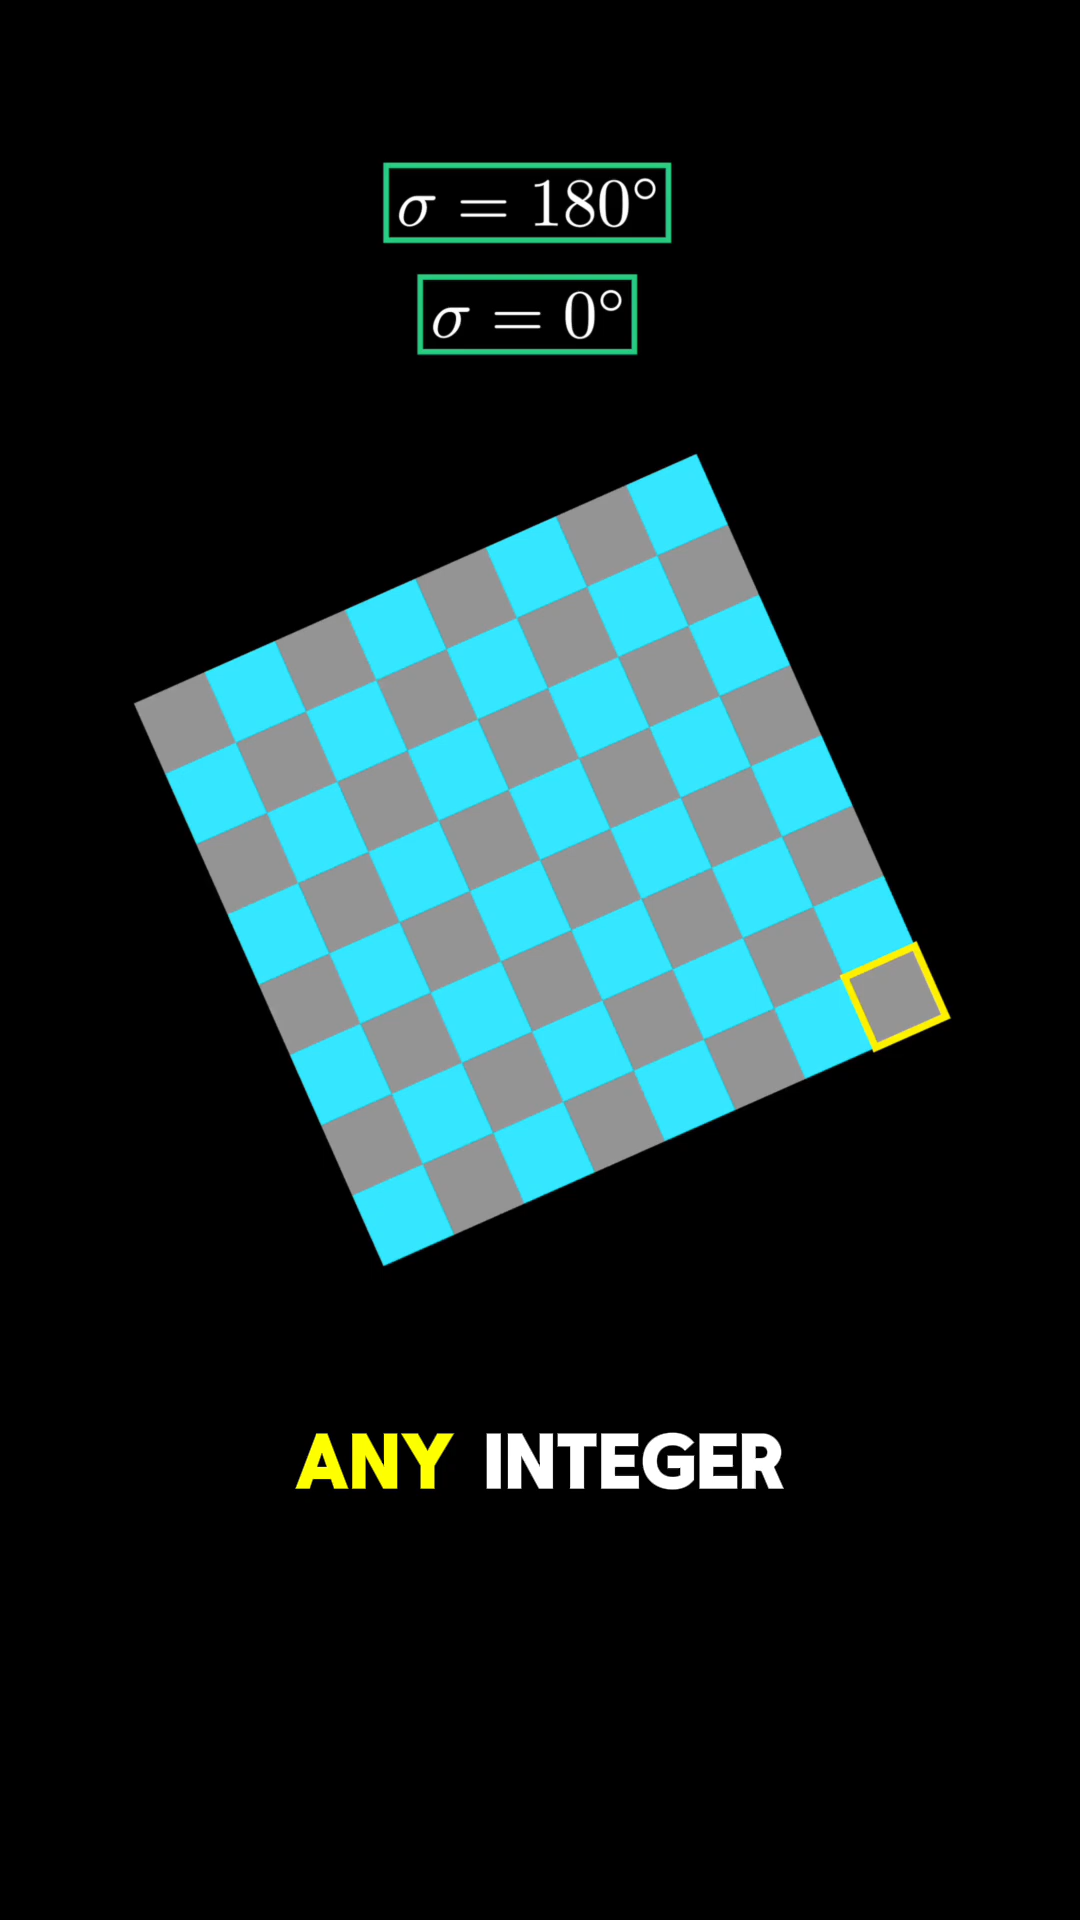 σ = 180°
σ = 0°
ANY INTEGER